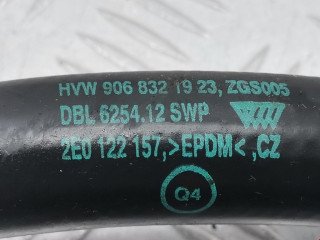 HVW 906 832 19 23, ZGS005
DBL 6254.12 SWP
2E0 122 157,>EPDM<,CZ
Q4